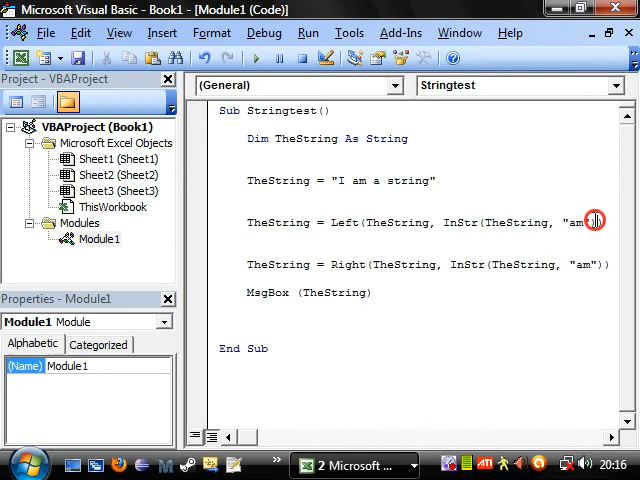 Microsoft Visual Basic - Book1 - [Module1 (Code)]
File Edit View Insert Format Debug Run Tools Add-Ins Window Help
Project - VBAProject
(General)
Stringtest
VBAProject (Book1)
Microsoft Excel Objects
Sheet1 (Sheet1)
Sheet2 (Sheet2)
Sheet3 (Sheet3)
ThisWorkbook
Modules
Module1
Properties - Module1
Module1 Module
Alphabetic Categorized
(Name) Module1
Sub Stringtest()
Dim TheString As String
TheString = "I am a string"
TheString = Left(TheString, InStr(TheString, "am"))
TheString = Right(TheString, InStr(TheString, "am"))
MsgBox (TheString)
End Sub
2 Microsoft ...
ATI
20:16